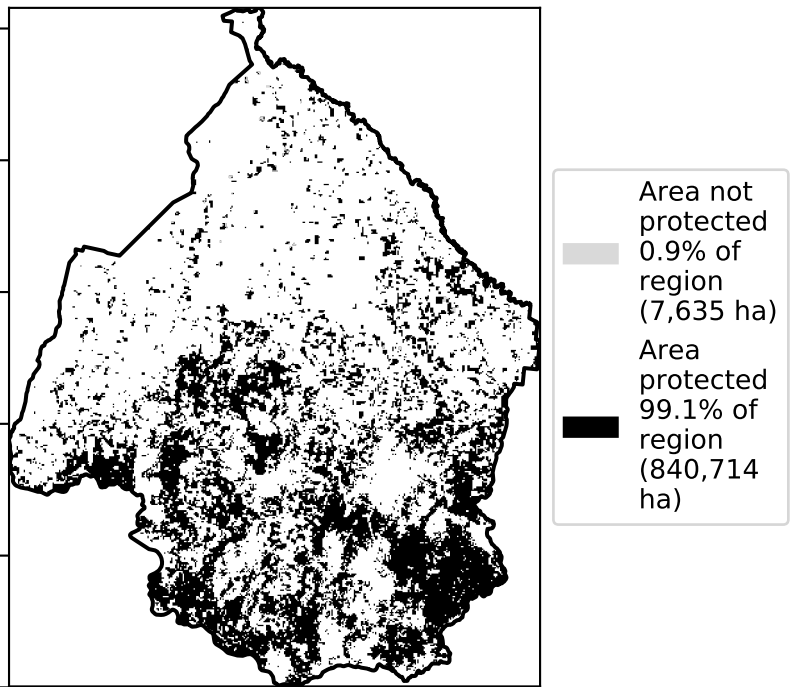 Area not
protected
0.9% of
region
(7,635 ha)
Area
protected
99.1% of
region
(840,714
ha)